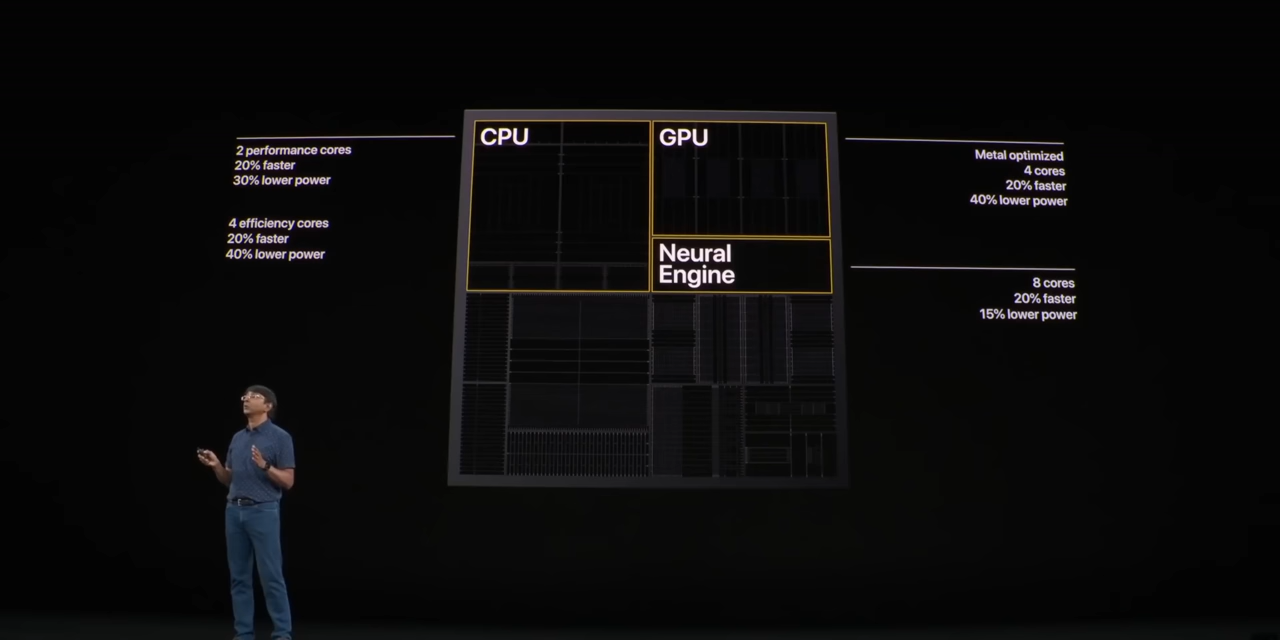 CPU
2 performance cores
20% faster
30% lower power
4 efficiency cores
20% faster
40% lower power
GPU
Metal optimized
4 cores
20% faster
40% lower power
Neural
Engine
8 cores
20% faster
15% lower power